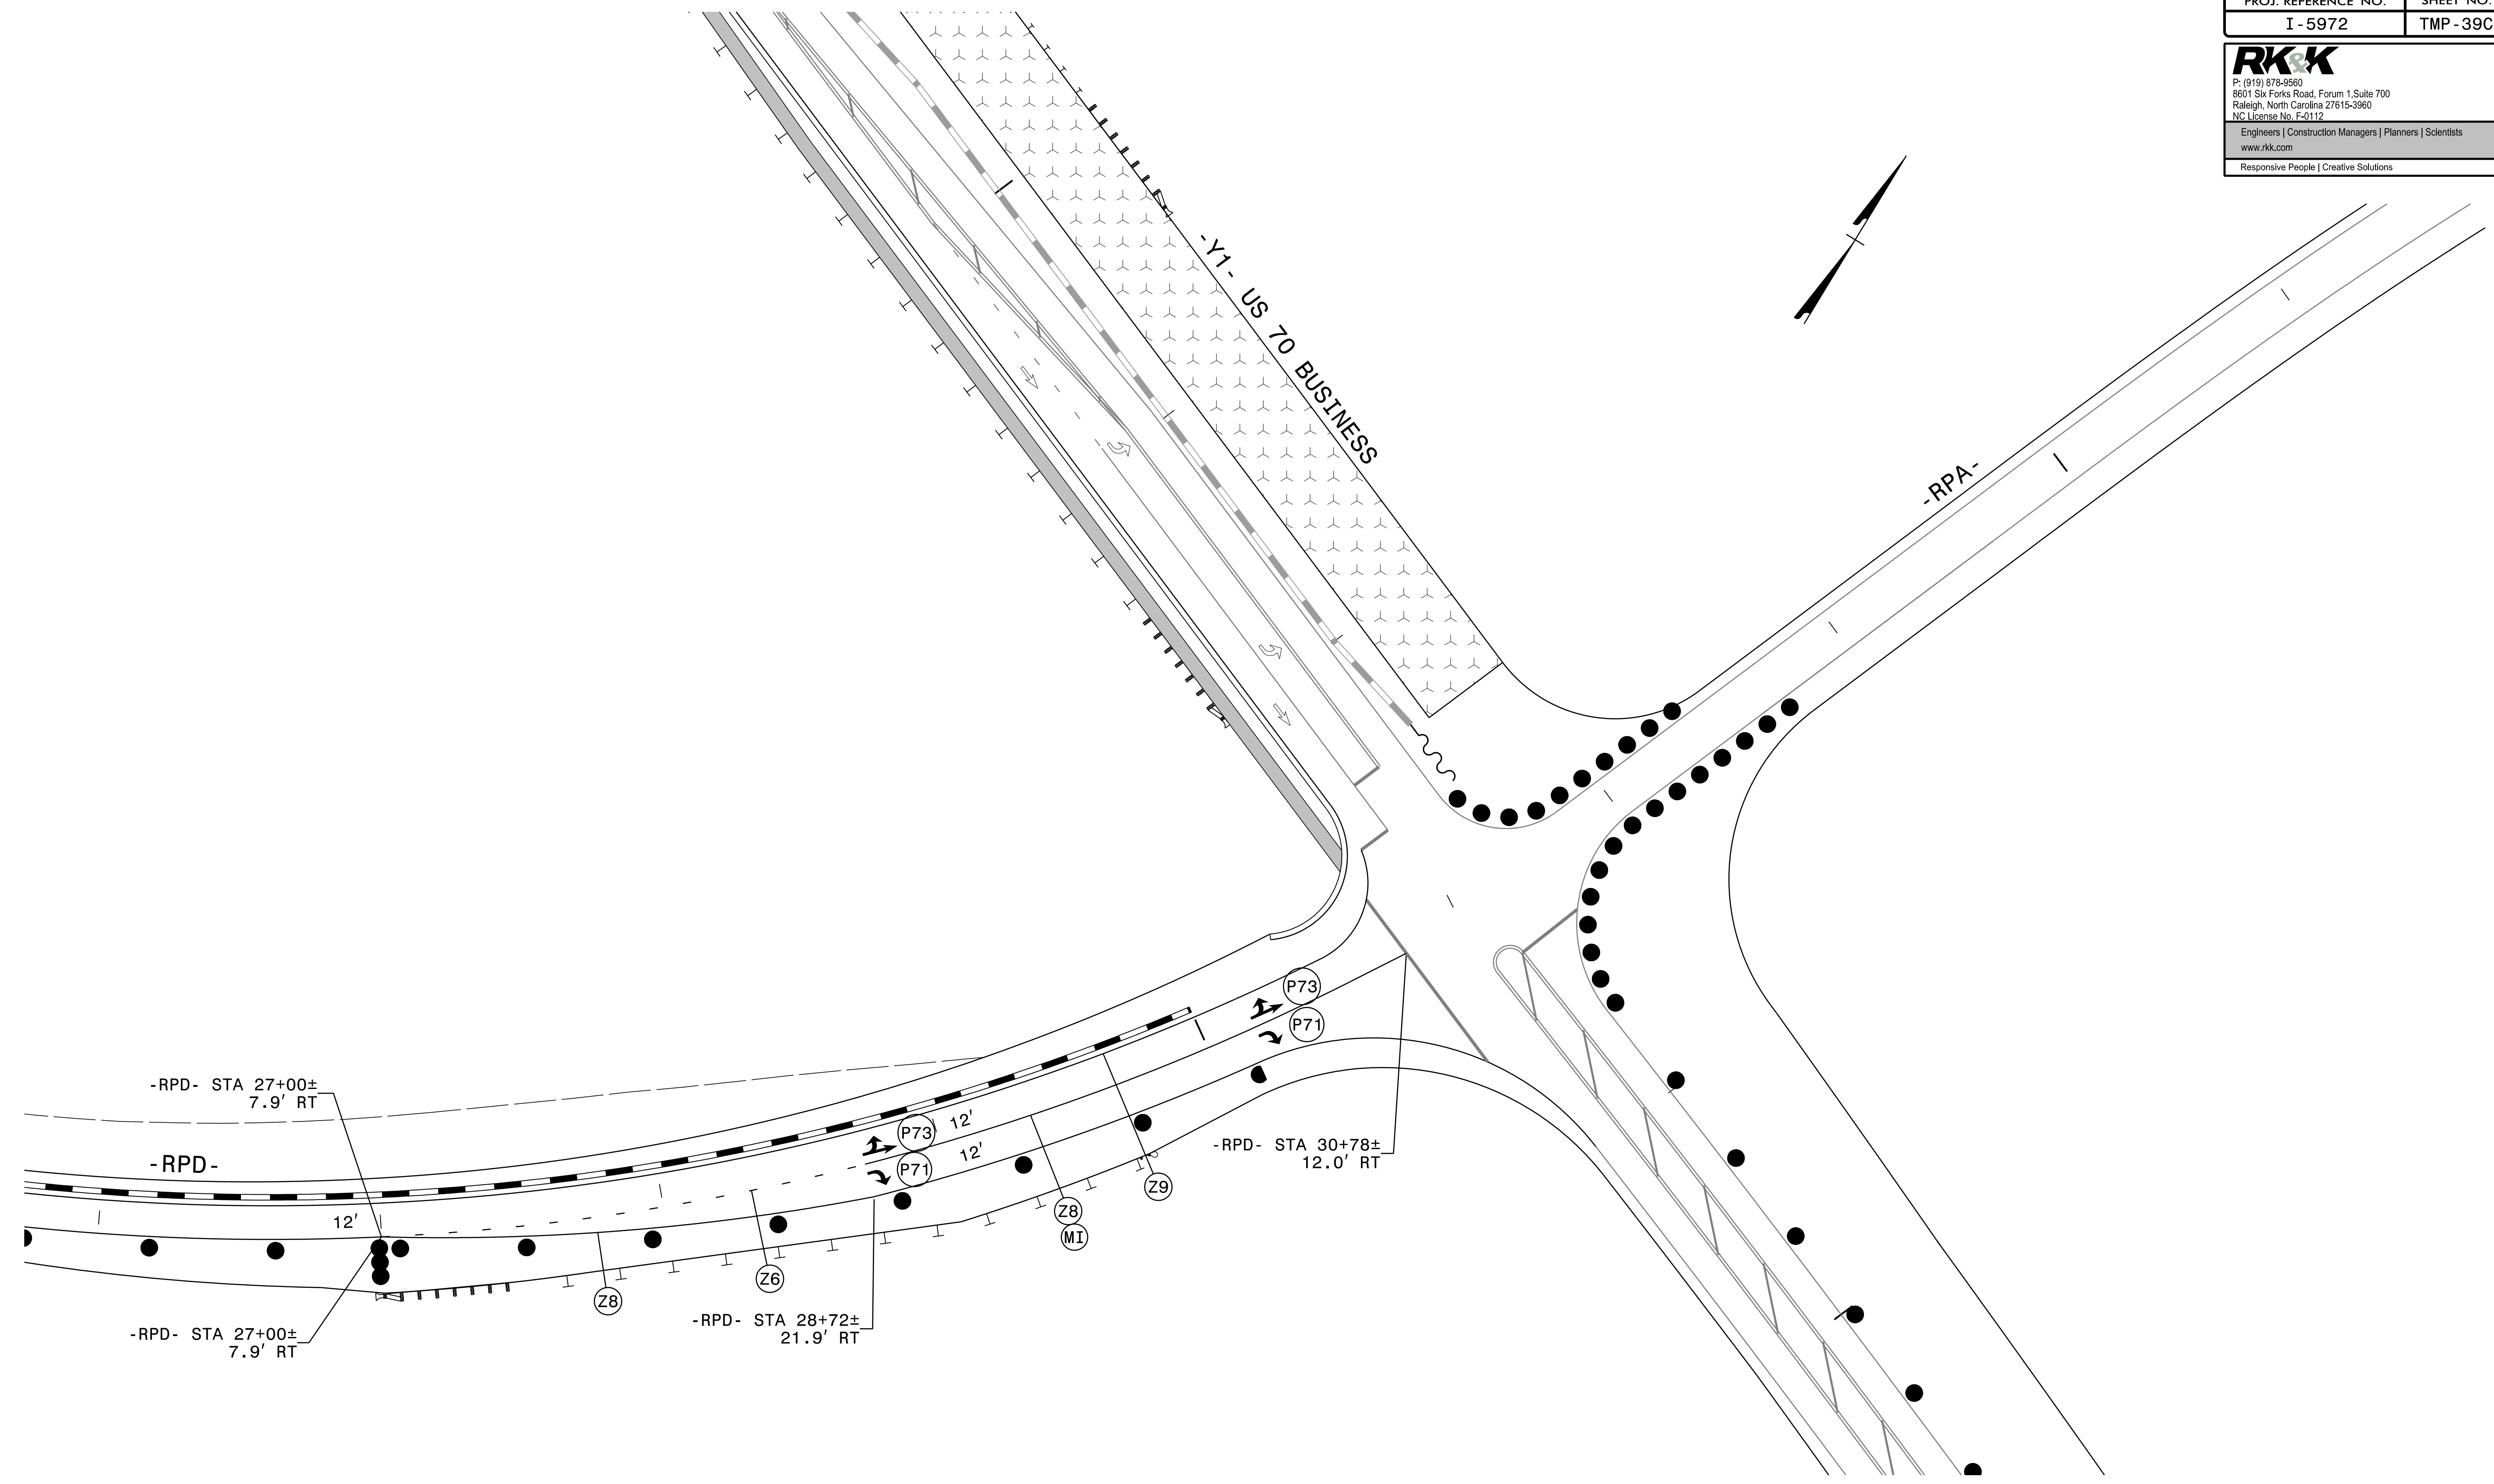 PROJ. REFERENCE NO.
SHEET NO.
I-5972
TMP-39C
RK&K
P: (919) 878-9560
8601 Six Forks Road, Forum 1,Suite 700
Raleigh, North Carolina 27615-3960
NC License No. F-0112
Engineers | Construction Managers | Planners | Scientists
www.rkk.com
Responsive People | Creative Solutions
-Y1- US 70 BUSINESS
-RPA-
P73
P71
-RPD- STA 27+00±
7.9' RT
P73
12'
12'
P71
-RPD- STA 30+78±
12.0' RT
-RPD-
Z9
12'
Z8
MI
Z6
Z8
-RPD- STA 28+72±
21.9' RT
-RPD- STA 27+00±
7.9' RT